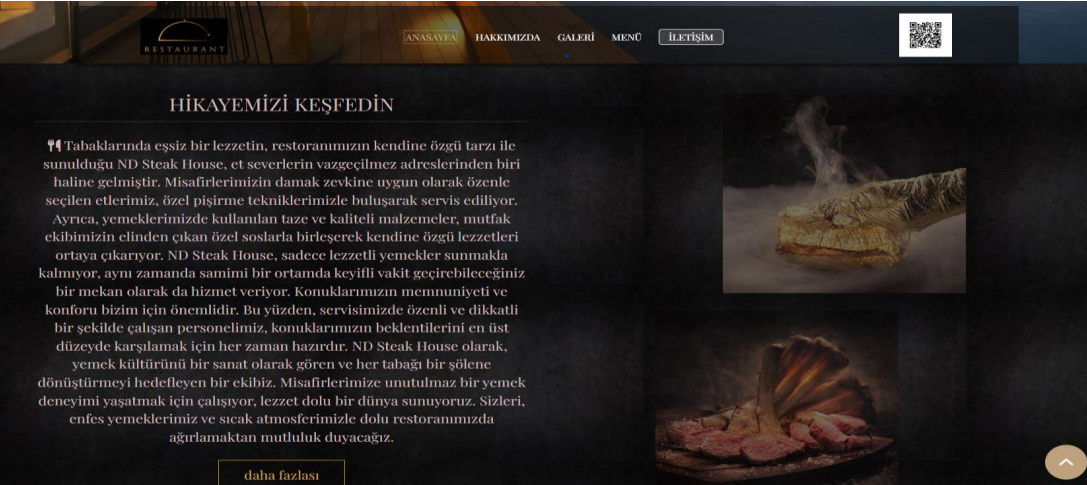 RESTAURANT
ANASAYFA
HAKKIMIZDA
GALERİ
MENÜ
İLETİŞİM
HİKAYEMİZİ KEŞFEDİN
Tabaklarında eşsiz bir lezzetin, restoranımızın kendine özgü tarzı ile
sunulduğu ND Steak House, et severlerin vazgeçilmez adreslerinden biri
haline gelmiştir. Misafirlerimizin damak zevkine uygun olarak özenle
seçilen etlerimiz, özel pişirme tekniklerimizle buluşarak servis ediliyor.
Ayrıca, yemeklerimizde kullanılan taze ve kaliteli malzemeler, mutfak
ekibimizin elinden çıkan özel soslarla birleşerek kendine özgü lezzetleri
ortaya çıkarıyor. ND Steak House, sadece lezzetli yemekler sunmakla
kalmıyor, aynı zamanda samimi bir ortamda keyifli vakit geçirebileceğiniz
bir mekan olarak da hizmet veriyor. Konuklarımızın memnuniyeti ve
konforu bizim için önemlidir. Bu yüzden, servisimizde özenli ve dikkatli
bir şekilde çalışan personelimiz, konuklarımızın beklentilerini en üst
düzeyde karşılamak için her zaman hazırdır. ND Steak House olarak,
yemek kültürünü bir sanat olarak gören ve her tabağı bir şölene
dönüştürmeyi hedefleyen bir ekibiz. Misafirlerimize unutulmaz bir yemek
deneyimi yaşatmak için çalışıyor, lezzet dolu bir dünya sunuyoruz. Sizleri,
enfes yemeklerimiz ve sıcak atmosferimizle dolu restoranımızda
ağırlamaktan mutluluk duyacağız.
daha fazlası